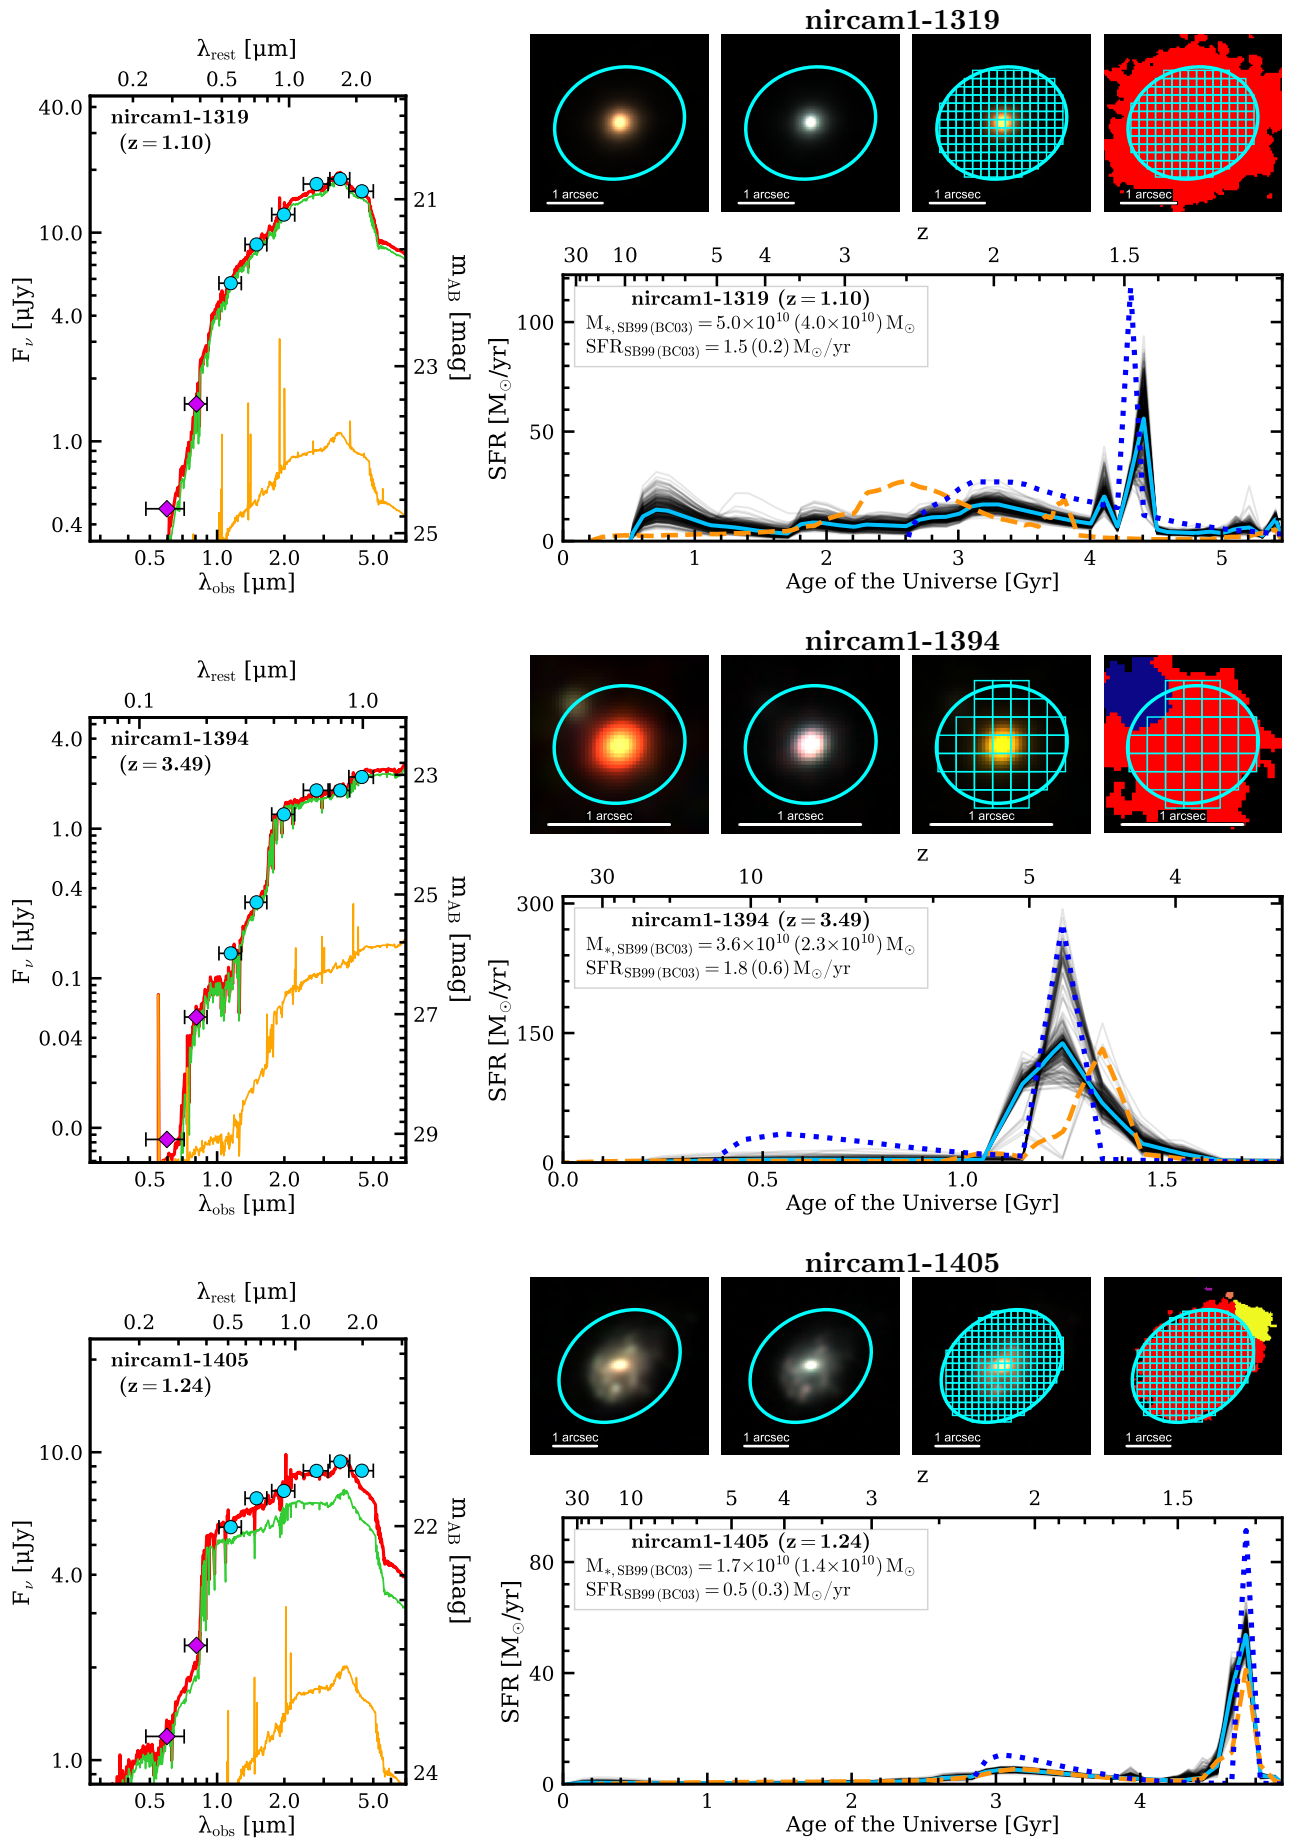 nircam1-1319
λrest [μm]
0.2 0.5 1.0 2.0
nircam1-1319
(z = 1.10)
40.0
10.0
4.0
1.0
0.4
Fν [μJy]
21
23
25
mAB [mag]
0.5 1.0 2.0 5.0
λobs [μm]
1 arcsec
1 arcsec
1 arcsec
1 arcsec
z
30 10 5 4 3 2 1.5
nircam1-1319 (z = 1.10)
M*, SB99 (BC03) = 5.0×10^10 (4.0×10^10) M⊙
SFRSB99 (BC03) = 1.5 (0.2) M⊙/yr
100
50
0
SFR [M⊙/yr]
0 1 2 3 4 5
Age of the Universe [Gyr]
nircam1-1394
λrest [μm]
0.1 1.0
nircam1-1394
(z = 3.49)
4.0
1.0
0.4
0.1
0.04
0.0
Fν [μJy]
23
25
27
29
mAB [mag]
0.5 1.0 2.0 5.0
λobs [μm]
1 arcsec
1 arcsec
1 arcsec
1 arcsec
z
30 10 5 4
nircam1-1394 (z = 3.49)
M*, SB99 (BC03) = 3.6×10^10 (2.3×10^10) M⊙
SFRSB99 (BC03) = 1.8 (0.6) M⊙/yr
300
150
0
SFR [M⊙/yr]
0.0 0.5 1.0 1.5
Age of the Universe [Gyr]
nircam1-1405
λrest [μm]
0.2 0.5 1.0 2.0
nircam1-1405
(z = 1.24)
10.0
4.0
1.0
Fν [μJy]
22
24
mAB [mag]
0.5 1.0 2.0 5.0
λobs [μm]
1 arcsec
1 arcsec
1 arcsec
1 arcsec
z
30 10 5 4 3 2 1.5
nircam1-1405 (z = 1.24)
M*, SB99 (BC03) = 1.7×10^10 (1.4×10^10) M⊙
SFRSB99 (BC03) = 0.5 (0.3) M⊙/yr
80
40
0
SFR [M⊙/yr]
0 1 2 3 4
Age of the Universe [Gyr]